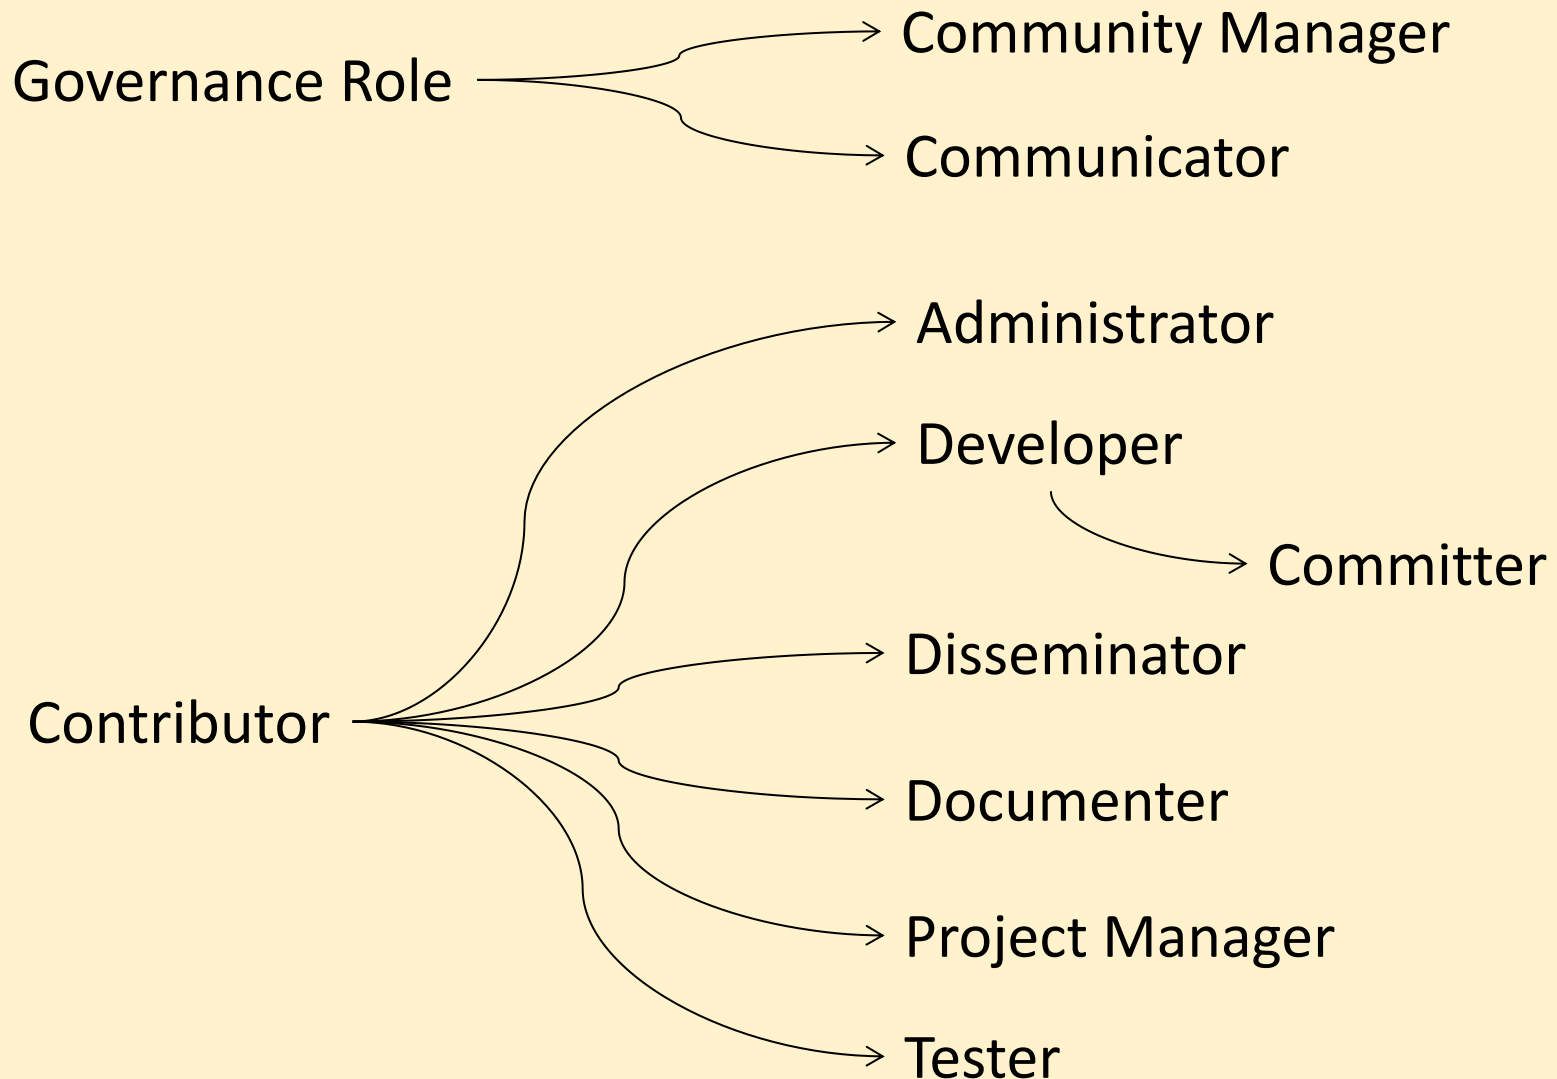 Governance Role
Community Manager
Communicator
Administrator
Developer
Committer
Disseminator
Contributor
Documenter
Project Manager
Tester